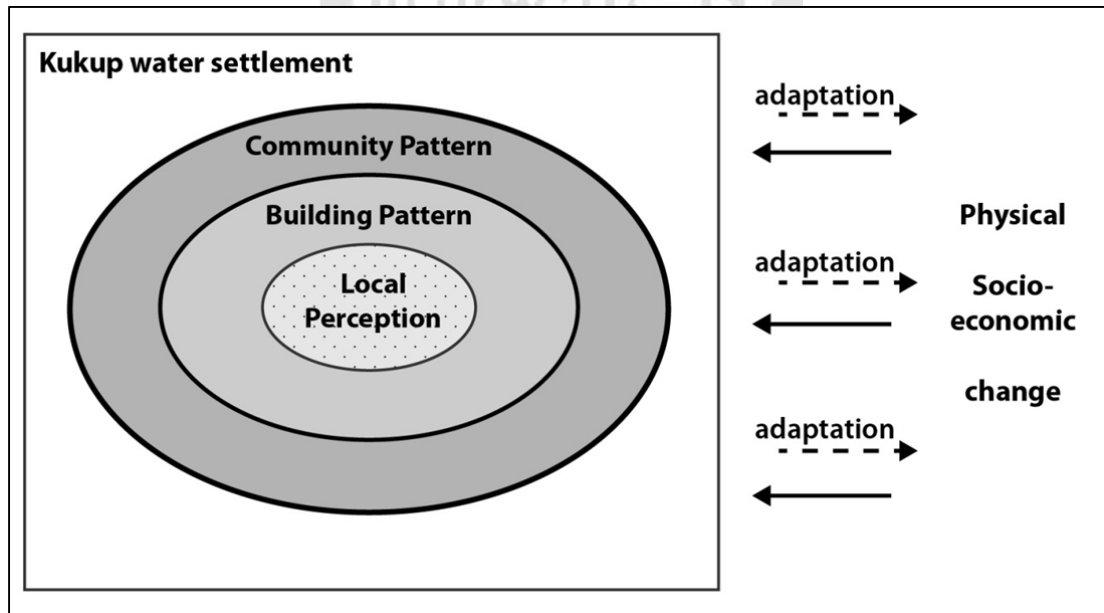 Kukup water settlement
Community Pattern
Building Pattern
Local
Perception
adaptation
adaptation
adaptation
Physical
Socio-
economic
change